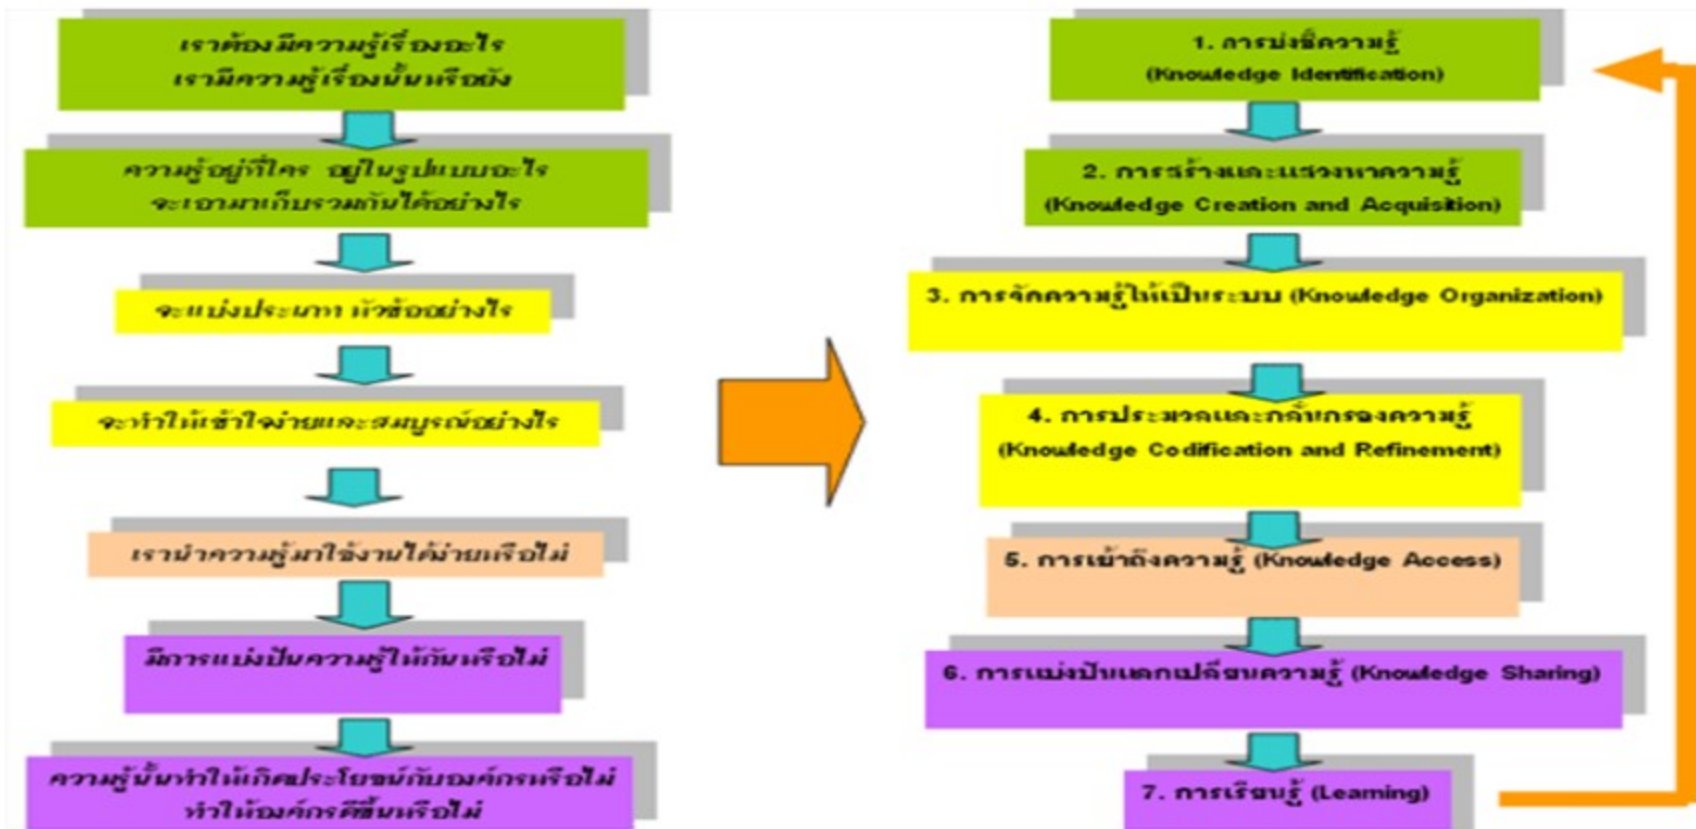 เราต้องมีความรู้เรื่องอะไร
เรามีความรู้เรื่องนั้นหรือยัง
ความรู้อยู่ที่ใคร อยู่ในรูปแบบอะไร
จะเอามาเก็บรวมกันได้อย่างไร
จะแบ่งประเภท หัวข้ออย่างไร
จะทำให้เข้าใจง่ายและสมบูรณ์อย่างไร
เรานำความรู้มาใช้งานได้ง่ายหรือไม่
มีการแบ่งปันความรู้ให้กันหรือไม่
ความรู้นั้นทำให้เกิดประโยชน์กับองค์กรหรือไม่
ทำให้องค์กรดีขึ้นหรือไม่
1. การบ่งชี้ความรู้
(Knowledge Identification)
2. การสร้างและแสวงหาความรู้
(Knowledge Creation and Acquisition)
3. การจัดความรู้ให้เป็นระบบ (Knowledge Organization)
4. การประมวลและกลั่นกรองความรู้
(Knowledge Codification and Refinement)
5. การเข้าถึงความรู้ (Knowledge Access)
6. การแบ่งปันแลกเปลี่ยนความรู้ (Knowledge Sharing)
7. การเรียนรู้ (Learning)